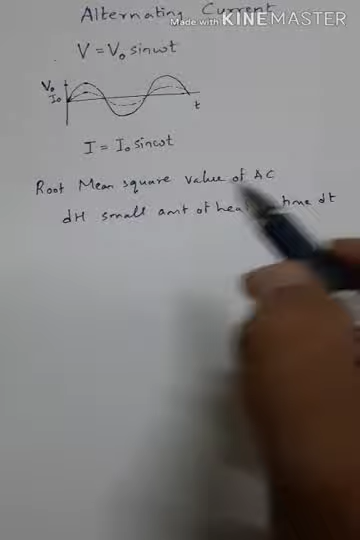 Alternating Current
Made with KINEMASTER
V = V₀ sinωt
V₀
I₀
t
I = I₀ sinωt
Root Mean square value of AC
dH small amt of heat time dt